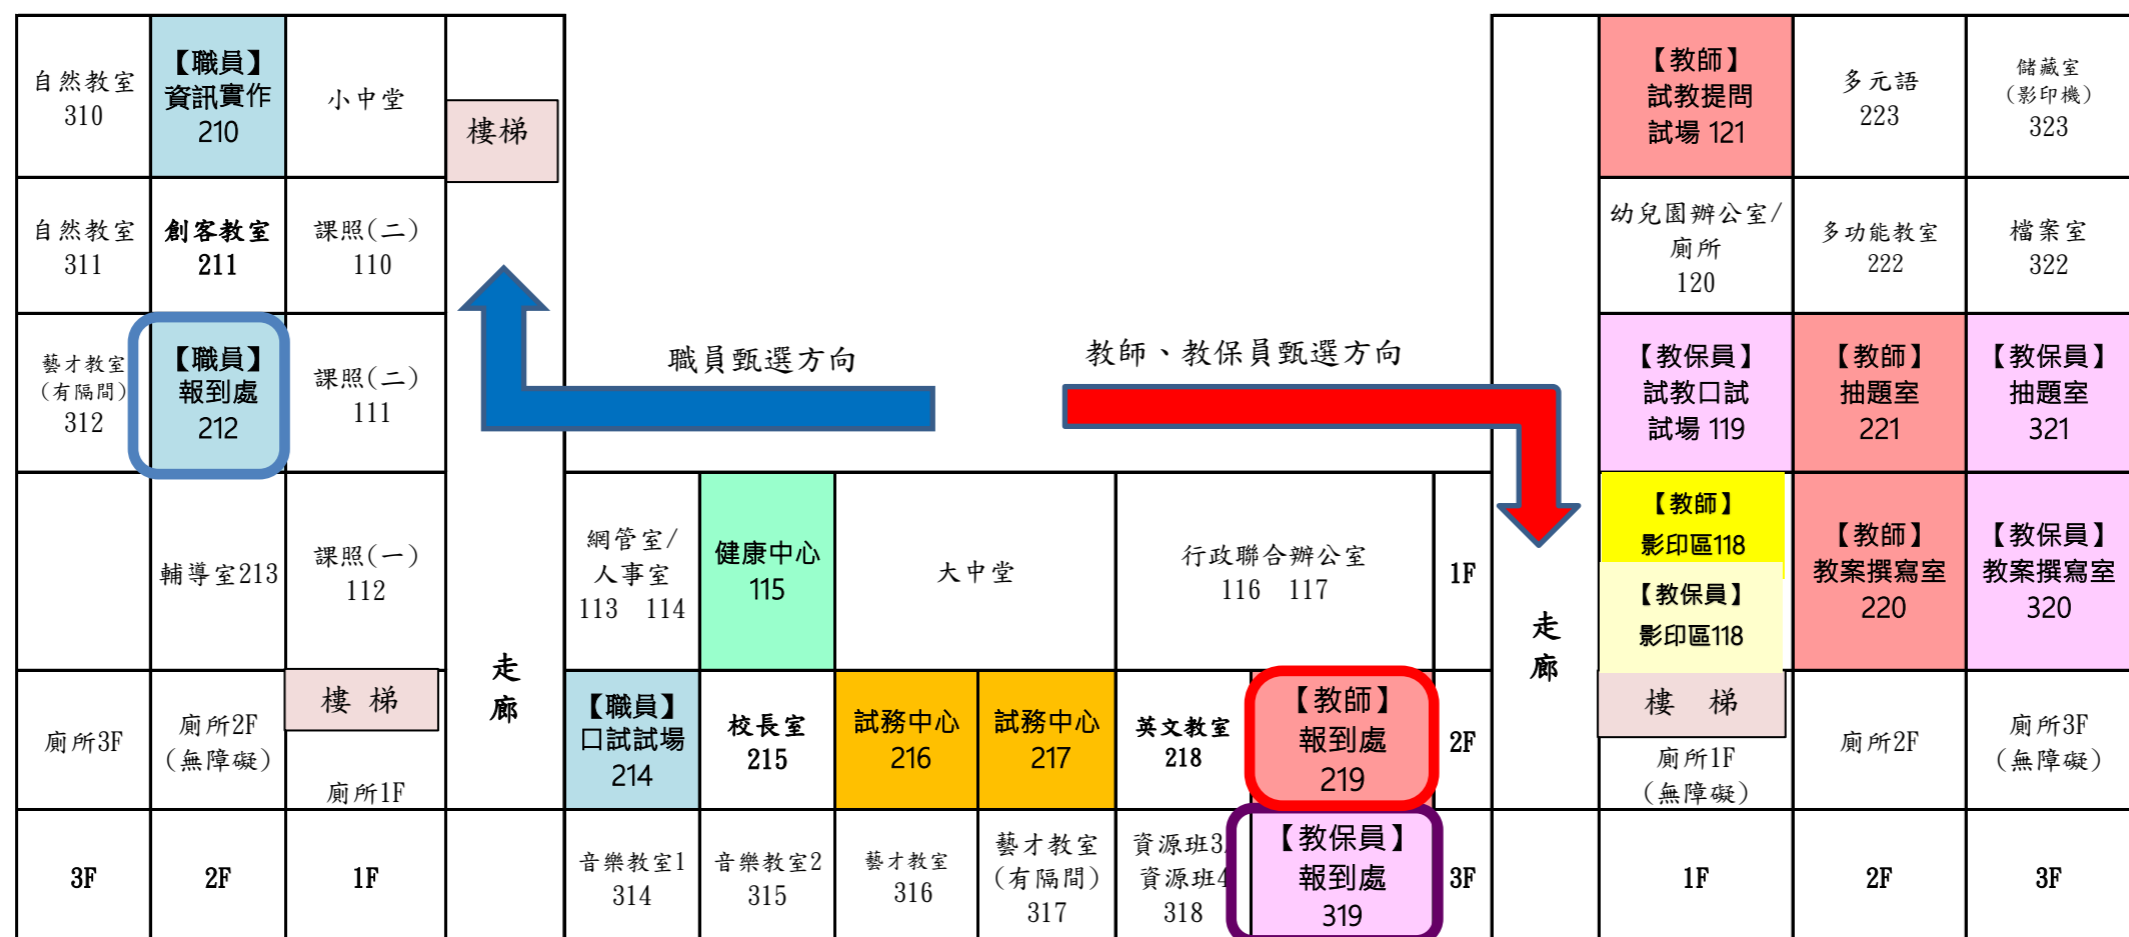 自然教室
310
【職員】
資訊實作
210
小中堂
樓梯
【教師】
試教提問
試場 121
多元語
223
儲藏室
(影印機)
323
自然教室
311
創客教室
211
課照(二)
110
幼兒園辦公室/
廁所
120
多功能教室
222
檔案室
322
藝才教室
(有隔間)
312
【職員】
報到處
212
課照(二)
111
職員甄選方向
教師、教保員甄選方向
【教保員】
試教口試
試場 119
【教師】
抽題室
221
【教保員】
抽題室
321
輔導室213
課照(一)
112
走廊
網管室/
人事室
113 114
健康中心
115
大中堂
行政聯合辦公室
116 117
1F
走廊
【教師】
影印區118
【教保員】
影印區118
【教師】
教案撰寫室
220
【教保員】
教案撰寫室
320
廁所3F
廁所2F
(無障礙)
樓 梯
廁所1F
【職員】
口試試場
214
校長室
215
試務中心
216
試務中心
217
英文教室
218
【教師】
報到處
219
2F
樓 梯
廁所1F
(無障礙)
廁所2F
廁所3F
(無障礙)
3F
2F
1F
音樂教室1
314
音樂教室2
315
藝才教室
316
藝才教室
(有隔間)
317
資源班3
資源班4
318
【教保員】
報到處
319
3F
1F
2F
3F